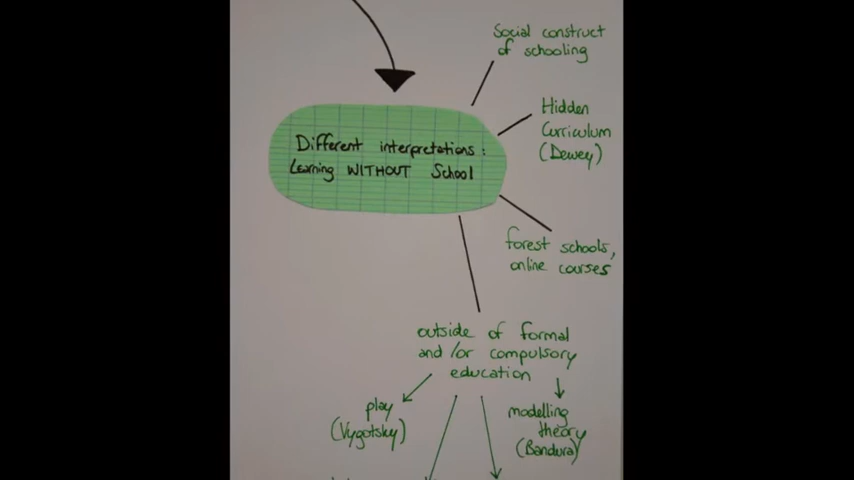 Social construct
of schooling
Hidden
Curriculum
(Dewey)
Different interpretations:
Learning WITHOUT School
forest schools,
online courses
outside of formal
and/or compulsory
education
play
(Vygotsky)
modelling
theory
(Bandura)